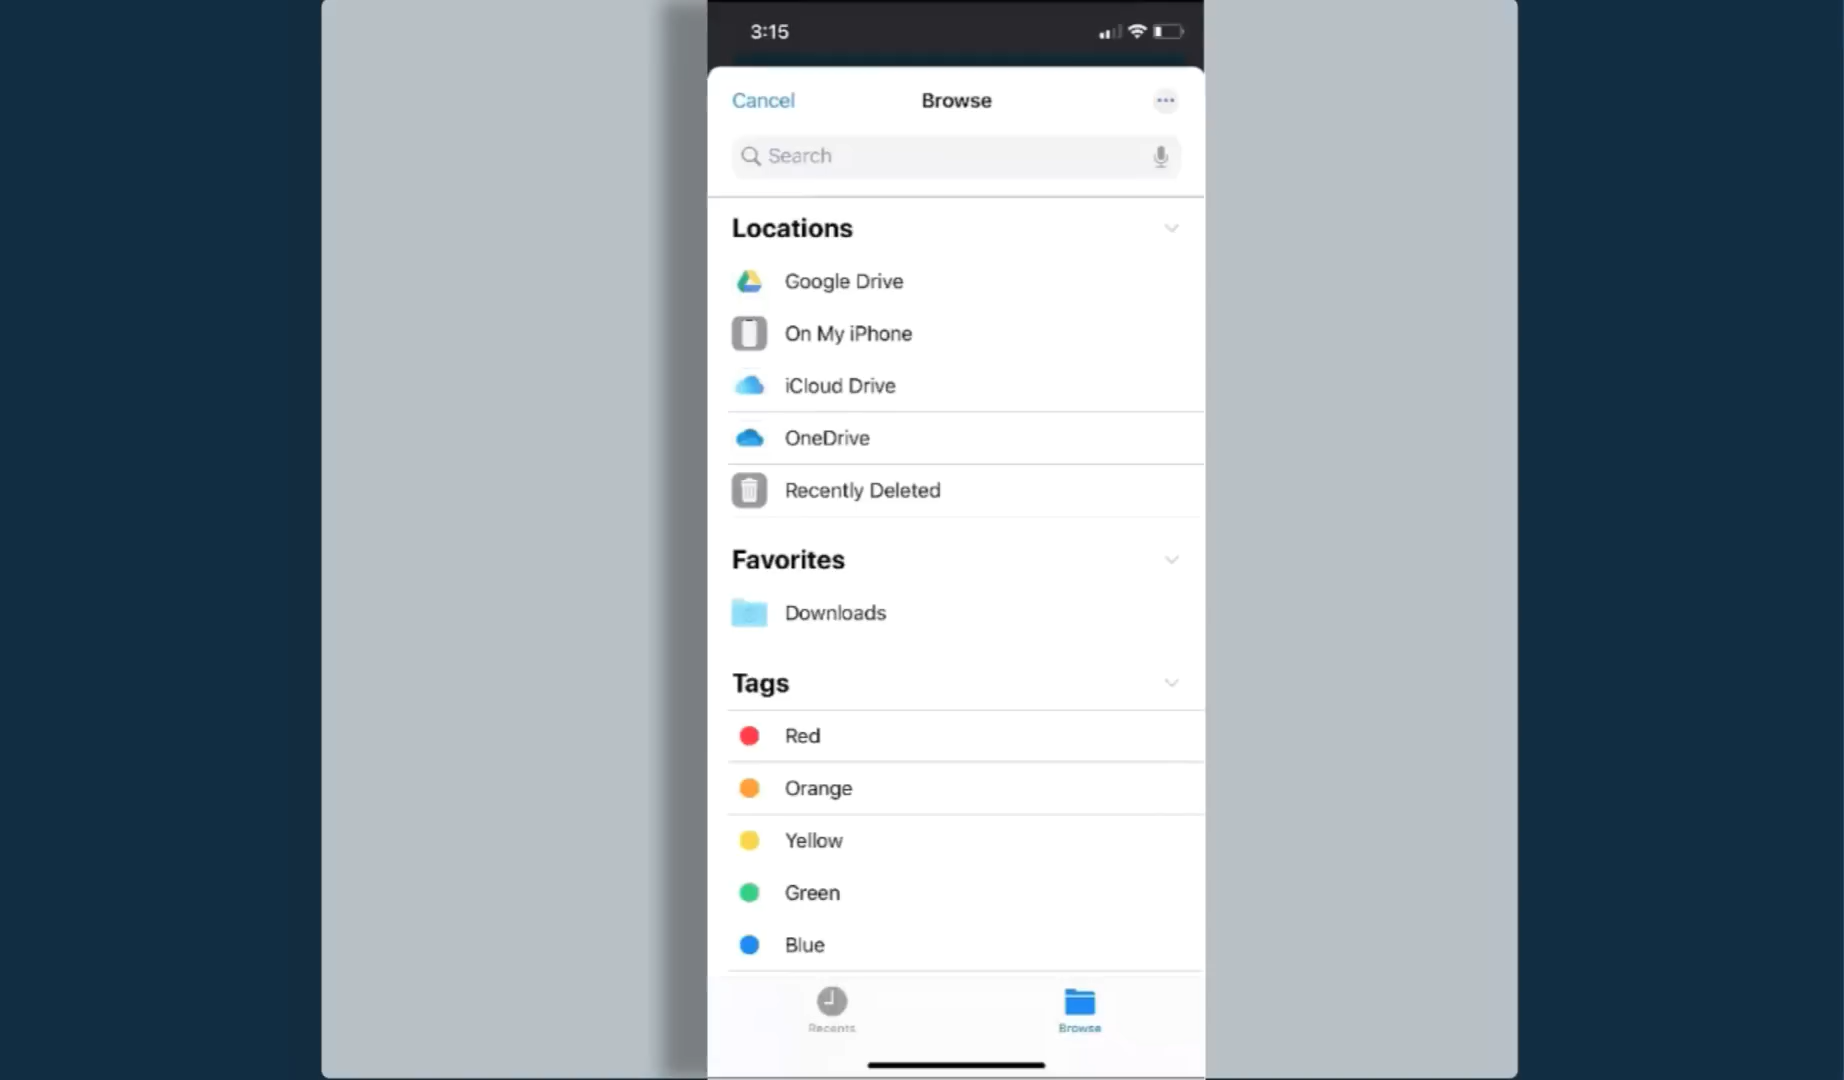 3:15
Cancel
Browse
Search
Locations
Google Drive
On My iPhone
iCloud Drive
OneDrive
Recently Deleted
Favorites
Downloads
Tags
Red
Orange
Yellow
Green
Blue
Recents
Browse